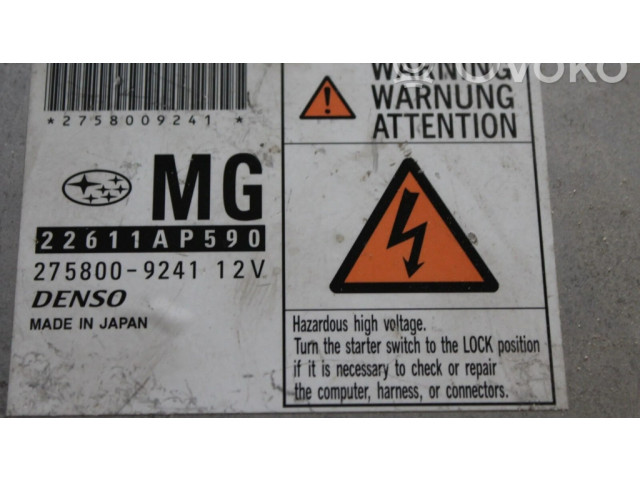 WARNING
OVOKO
WARNUNG
ATTENTION
*2758009241*
MG
22611AP590
275800-9241 12V
DENSO
MADE IN JAPAN
Hazardous high voltage.
Turn the starter switch to the LOCK position
if it is necessary to check or repair
the computer, harness, or connectors.